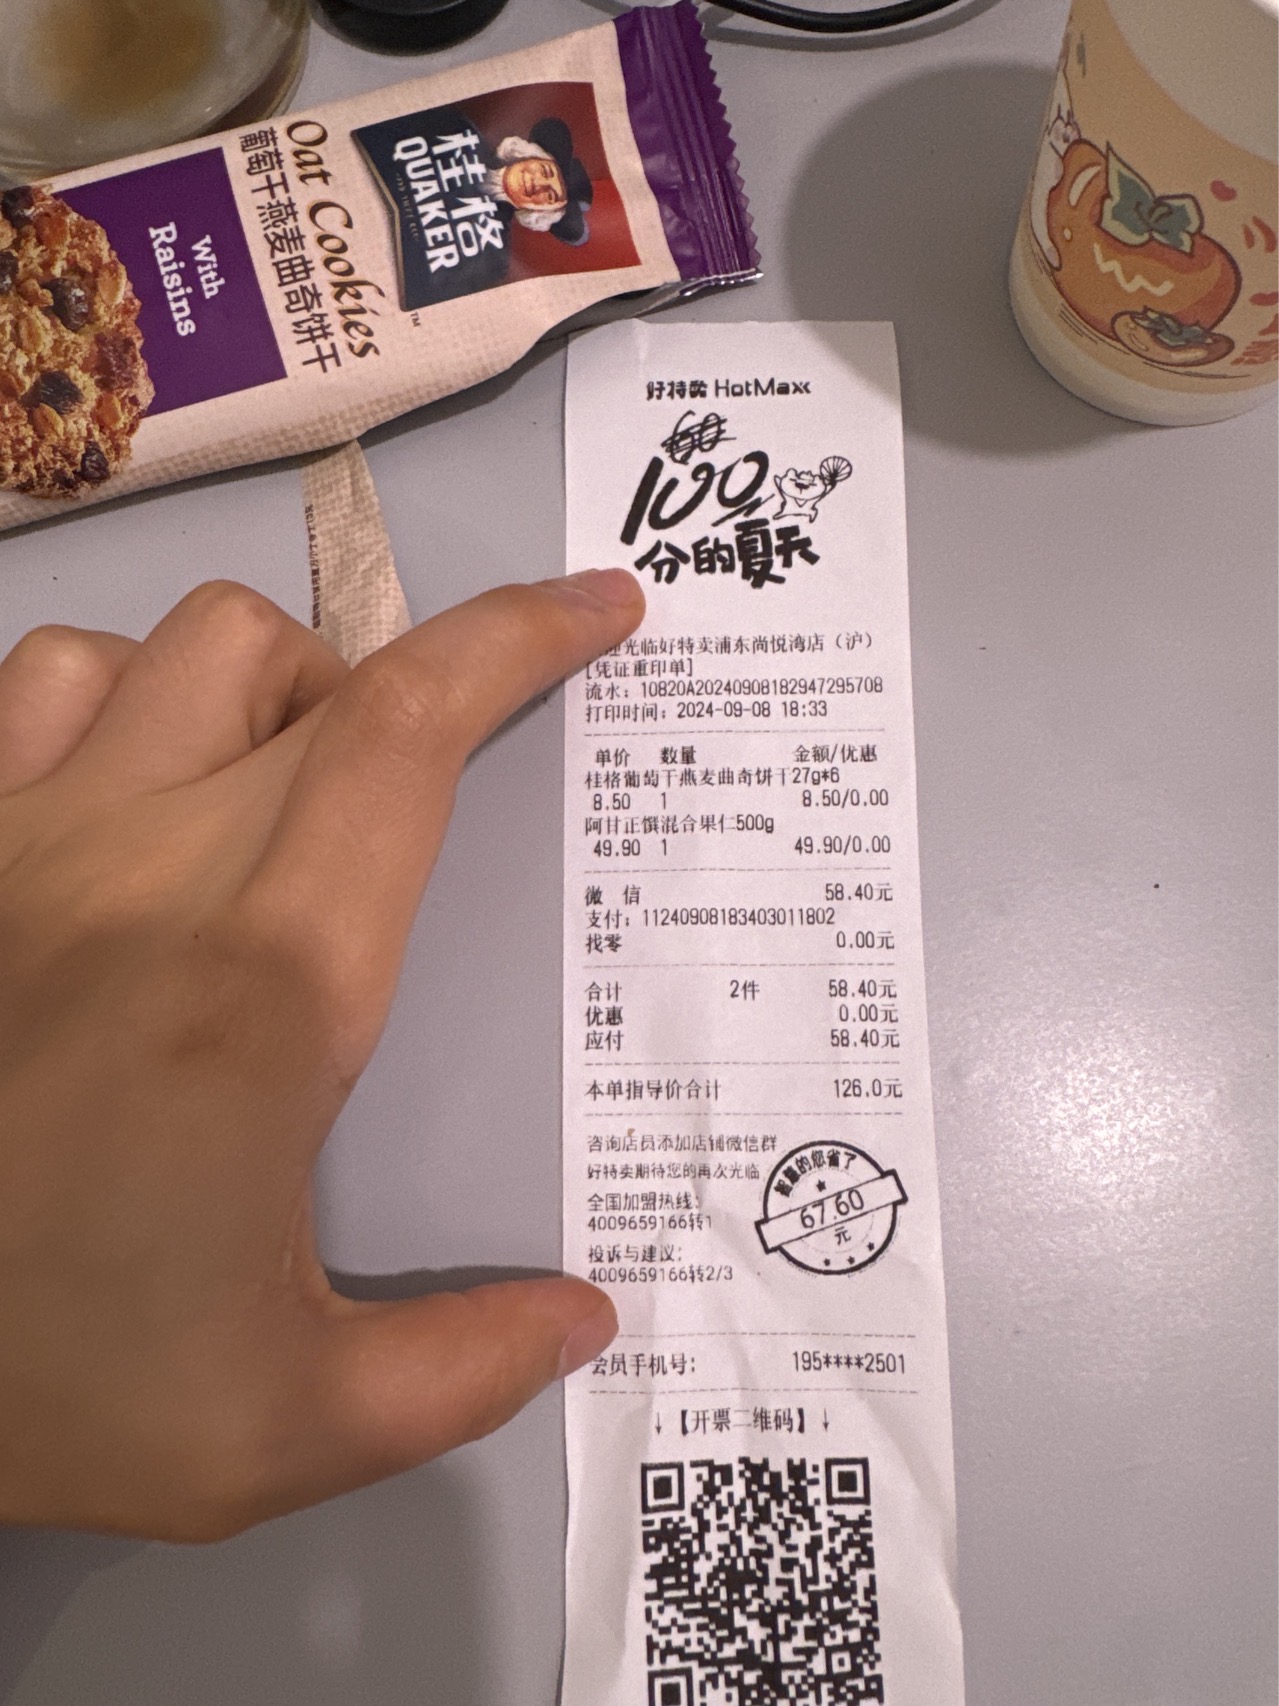 Oat Cookies
葡萄干燕麦曲奇饼干
With
Raisins
桂格
QUAKER
TM
好特卖 HotMaxx
60
100
分的夏天
迎光临好特卖浦东尚悦湾店（沪）
[凭证重印单]
流水：10820A20240908182947295708
打印时间：2024-09-08 18:33
单价 数量 金额/优惠
桂格葡萄干燕麦曲奇饼干27g*6
8.50 1 8.50/0.00
阿甘正馔混合果仁500g
49.90 1 49.90/0.00
微 信 58.40元
支付：11240908183403011802
找零 0.00元
合计 2件 58.40元
优惠 0.00元
应付 58.40元
本单指导价合计 126.0元
咨询店员添加店铺微信群
好特卖期待您的再次光临
全国加盟热线：
4009659166转1
投诉与建议：
4009659166转2/3
智慧的您省了
67.60
元
会员手机号： 195****2501
↓【开票二维码】↓